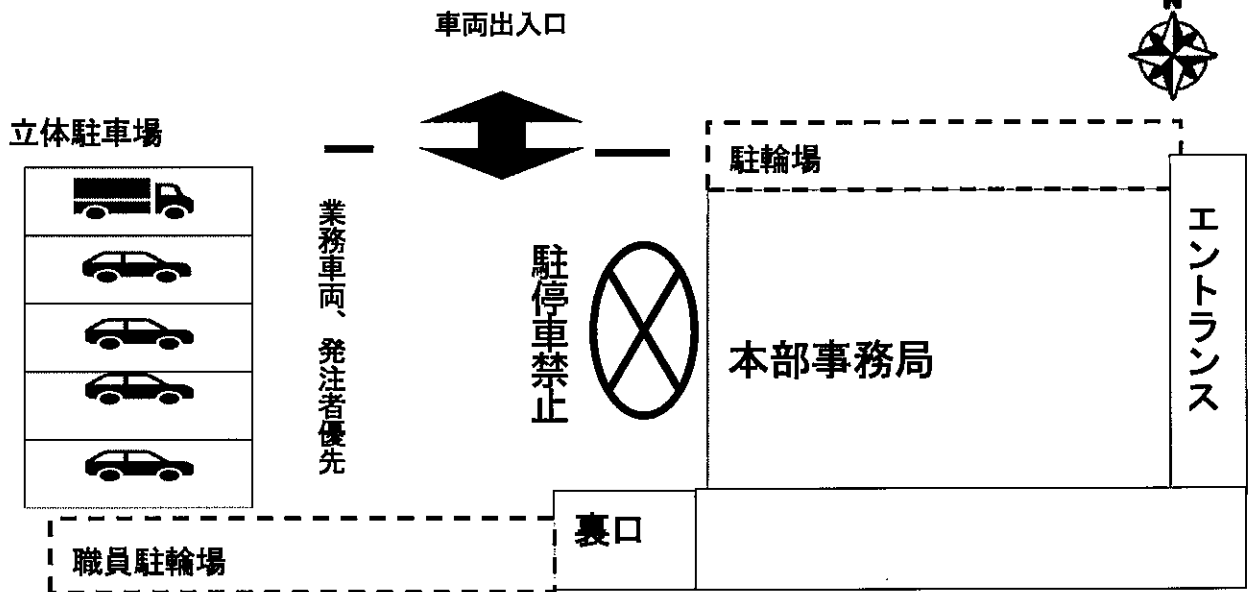 車両出入口
N
立体駐車場
駐輪場
業務車両、発注者優先
駐停車禁止
エントランス
本部事務局
裏口
職員駐輪場